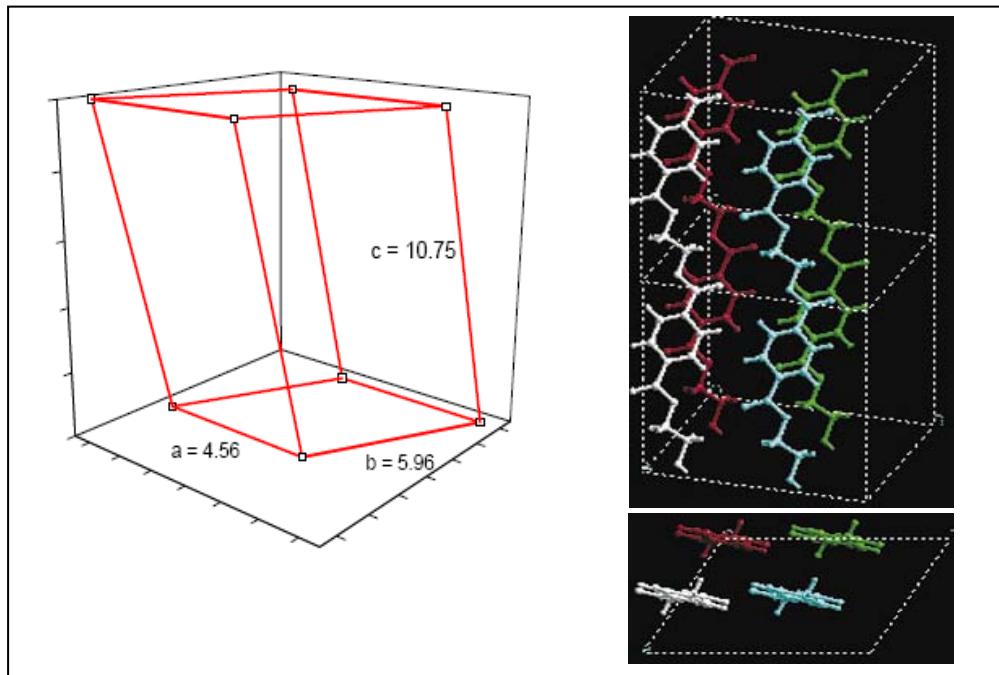 c = 10.75
a = 4.56
b = 5.96